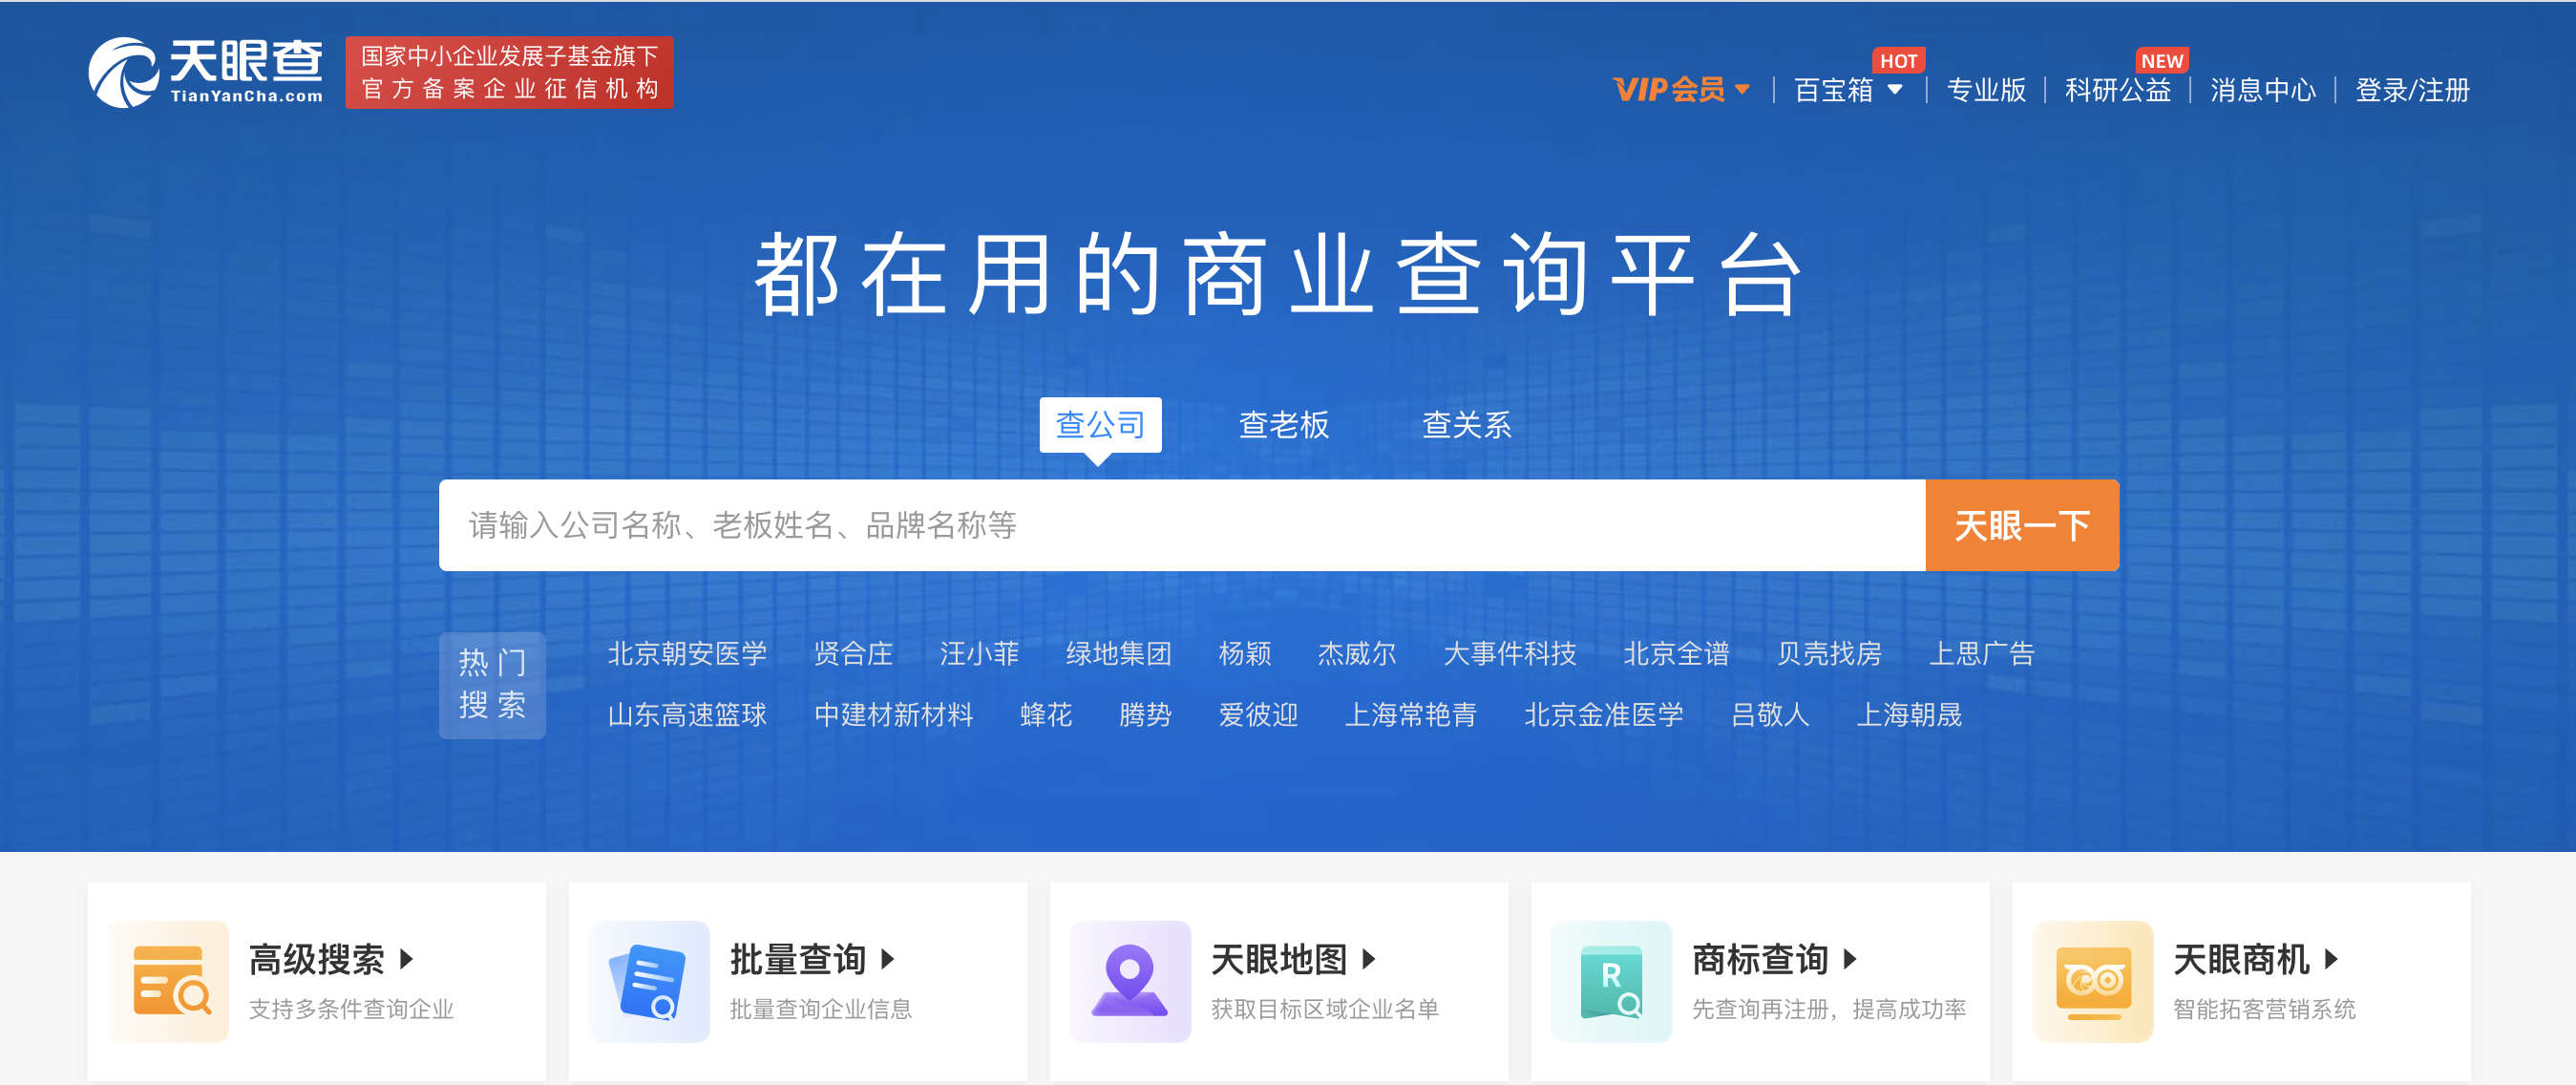 天眼查
TianYanCha.com
国家中小企业发展子基金旗下
官方备案企业征信机构
VIP会员
百宝箱
HOT
专业版
科研公益
NEW
消息中心
登录/注册
都在用的商业查询平台
查公司 查老板 查关系
请输入公司名称、老板姓名、品牌名称等
天眼一下
热门
搜索
北京朝安医学 贤合庄 汪小菲 绿地集团 杨颖 杰威尔 大事件科技 北京全谱 贝壳找房 上思广告
山东高速篮球 中建材新材料 蜂花 腾势 爱彼迎 上海常艳青 北京金准医学 吕敬人 上海朝晟
高级搜索
支持多条件查询企业
批量查询
批量查询企业信息
天眼地图
获取目标区域企业名单
R
商标查询
先查询再注册，提高成功率
天眼商机
智能拓客营销系统